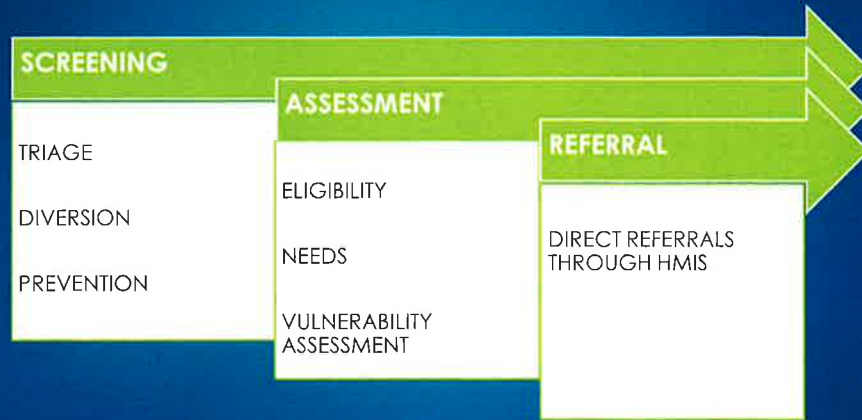 SCREENING
TRIAGE
DIVERSION
PREVENTION
ASSESSMENT
ELIGIBILITY
NEEDS
VULNERABILITY
ASSESSMENT
REFERRAL
DIRECT REFERRALS
THROUGH HMIS